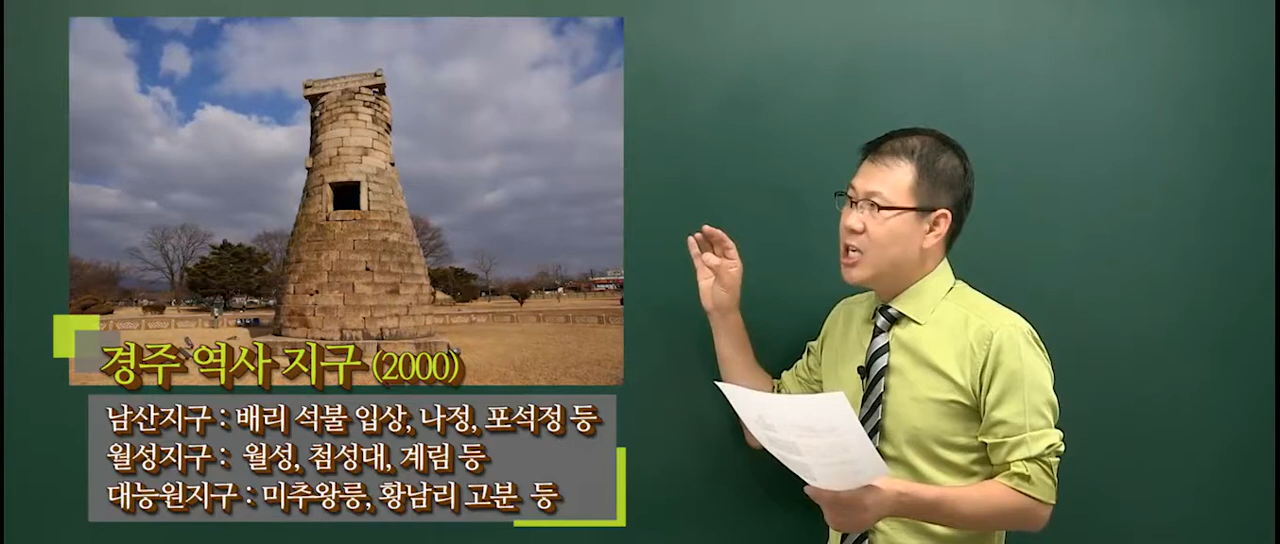 경주 역사 지구 (2000)
남산지구 : 배리 석불 입상, 나정, 포석정 등
월성지구 : 월성, 첨성대, 계림 등
대능원지구 : 미추왕릉, 황남리 고분 등